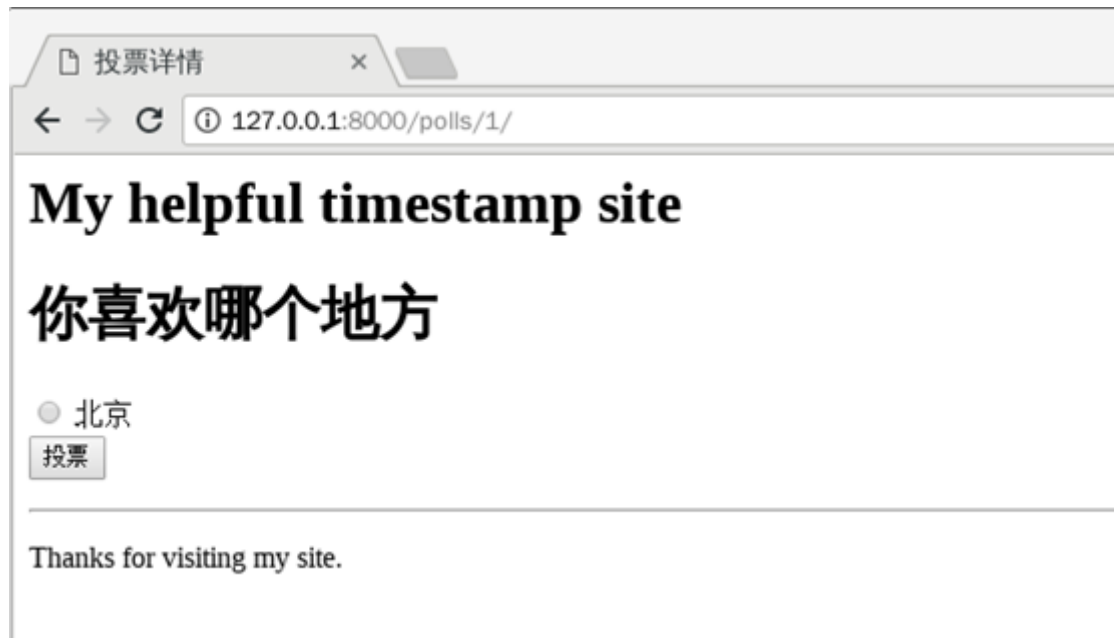 投票详情
127.0.0.1:8000/polls/1/
My helpful timestamp site
你喜欢哪个地方
北京
投票
Thanks for visiting my site.